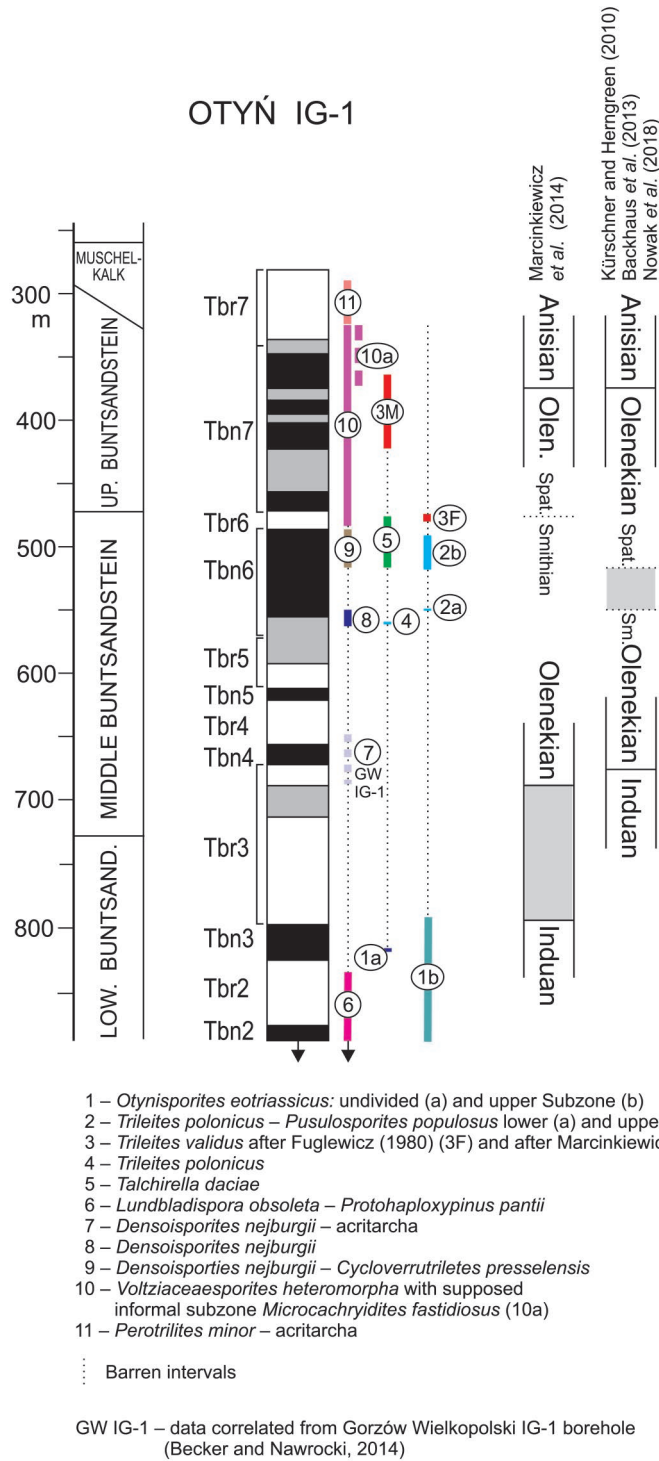 OTYŃ IG-1
Marcinkiewicz
et al. (2014)
Kürschner and Herngreen (2010)
Backhaus et al. (2013)
Nowak et al. (2018)
MUSCHEL-
KALK
UP. BUNTSANDSTEIN
MIDDLE BUNTSANDSTEIN
LOW. BUNTSAND.
300
m
400
500
600
700
800
Tbr7
Tbn7
Tbr6
Tbn6
Tbr5
Tbn5
Tbr4
Tbn4
Tbr3
Tbn3
Tbr2
Tbn2
11
10a
10
3M
3F
9
5
2b
2a
8
4
7
GW
IG-1
1a
1b
6
Anisian
Olen.
Spat.
Smithian
Olenekian
Induan
Anisian
Olenekian
Spat.
Sm.
Olenekian
Induan
1 – Otynisporites eotriassicus: undivided (a) and upper Subzone (b)
2 – Trileites polonicus – Pusulosporites populosus lower (a) and uppe
3 – Trileites validus after Fuglewicz (1980) (3F) and after Marcinkiewic
4 – Trileites polonicus
5 – Talchirella daciae
6 – Lundbladispora obsoleta – Protohaploxypinus pantii
7 – Densoisporites nejburgii – acritarcha
8 – Densoisporites nejburgii
9 – Densoisporties nejburgii – Cycloverrutriletes presselensis
10 – Voltziaceaesporites heteromorpha with supposed
informal subzone Microcachryidites fastidiosus (10a)
11 – Perotrilites minor – acritarcha
Barren intervals
GW IG-1 – data correlated from Gorzów Wielkopolski IG-1 borehole
(Becker and Nawrocki, 2014)